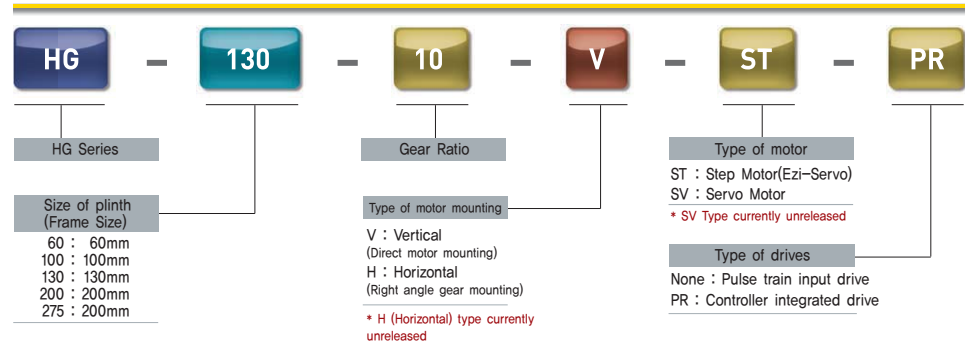 HG - 130 - 10 - V - ST - PR
HG Series
Size of plinth
(Frame Size)
60 : 60mm
100 : 100mm
130 : 130mm
200 : 200mm
275 : 200mm
Gear Ratio
Type of motor mounting
V : Vertical
(Direct motor mounting)
H : Horizontal
(Right angle gear mounting)
* H (Horizontal) type currently
unreleased
Type of motor
ST : Step Motor(Ezi-Servo)
SV : Servo Motor
* SV Type currently unreleased
Type of drives
None : Pulse train input drive
PR : Controller integrated drive